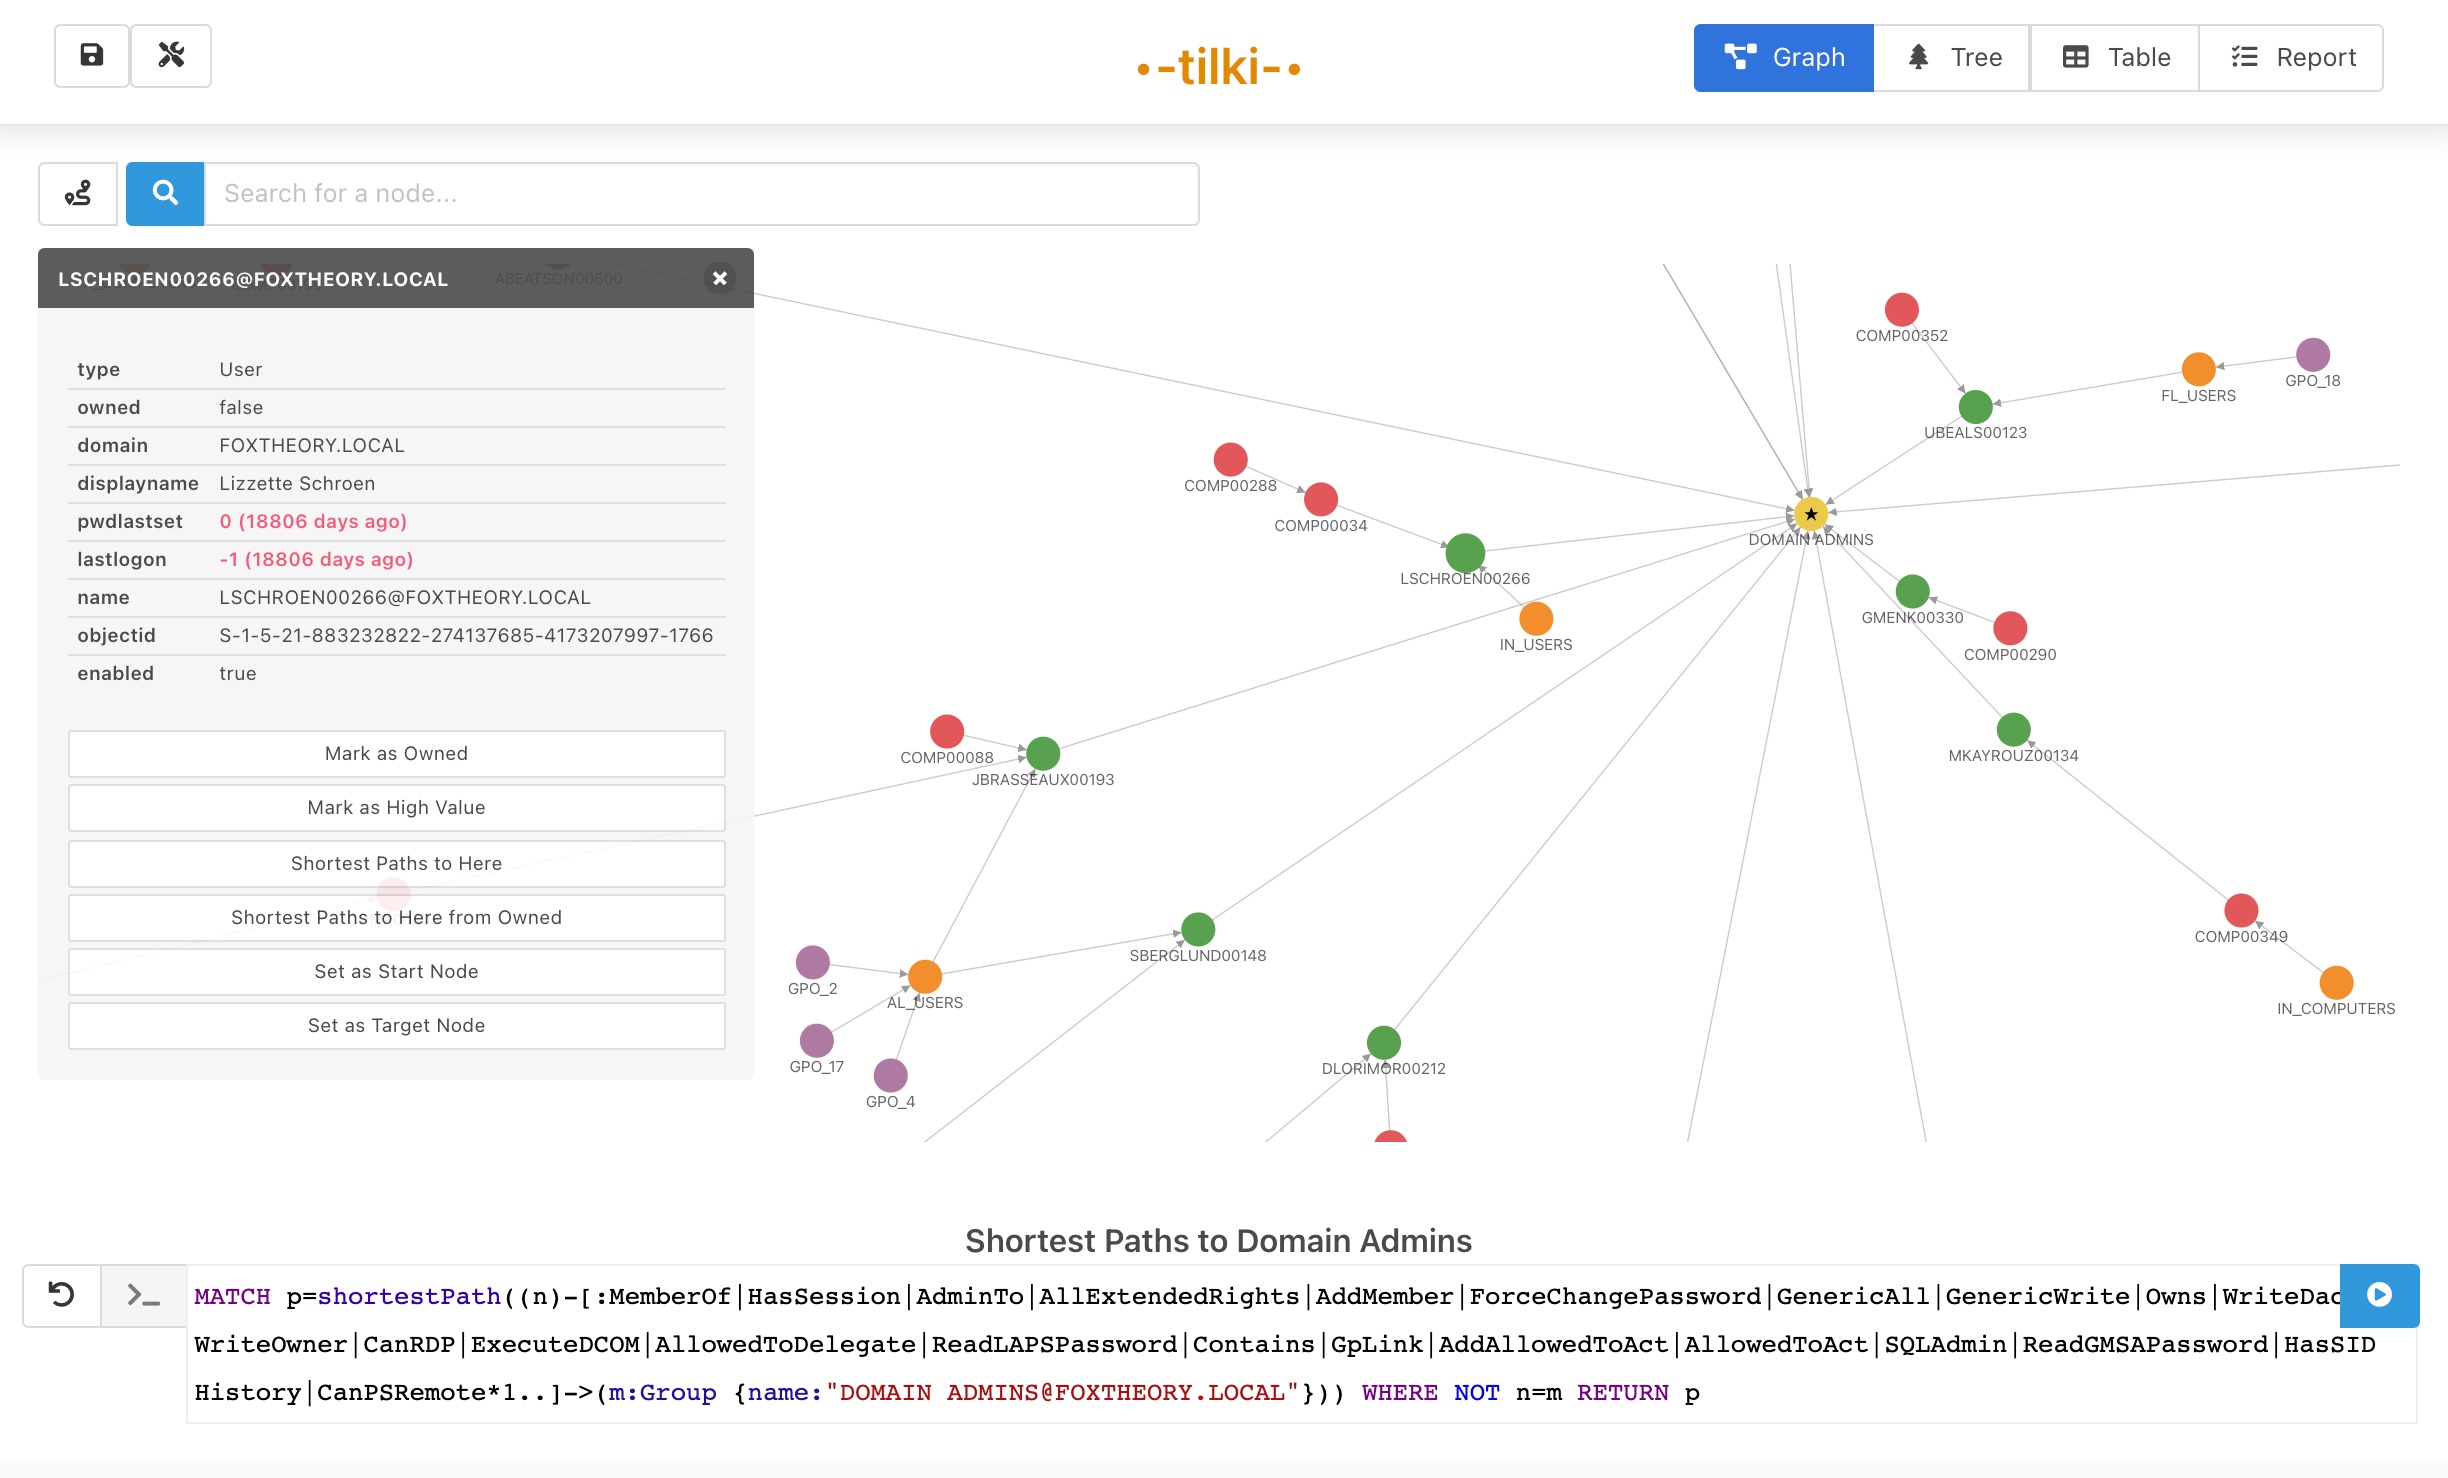 •-tilki-•
Graph
Tree
Table
Report
Search for a node...
LSCHROEN00266@FOXTHEORY.LOCAL
ABEATSON00500
type User
owned false
domain FOXTHEORY.LOCAL
displayname Lizzette Schroen
pwdlastset 0 (18806 days ago)
lastlogon -1 (18806 days ago)
name LSCHROEN00266@FOXTHEORY.LOCAL
objectid S-1-5-21-883232822-274137685-4173207997-1766
enabled true
Mark as Owned
Mark as High Value
Shortest Paths to Here
Shortest Paths to Here from Owned
Set as Start Node
Set as Target Node
COMP00352
GPO_18
FL_USERS
UBEALS00123
COMP00288
COMP00034
DOMAIN ADMINS
LSCHROEN00266
GMENK00330
IN_USERS
COMP00290
COMP00088
MKAYROUZ00134
JBRASSEAUX00193
COMP00349
SBERGLUND00148
GPO_2
AL_USERS
IN_COMPUTERS
GPO_17
DLORIMOR00212
GPO_4
Shortest Paths to Domain Admins
MATCH p=shortestPath((n)-[:MemberOf|HasSession|AdminTo|AllExtendedRights|AddMember|ForceChangePassword|GenericAll|GenericWrite|Owns|WriteDac
WriteOwner|CanRDP|ExecuteDCOM|AllowedToDelegate|ReadLAPSPassword|Contains|GpLink|AddAllowedToAct|AllowedToAct|SQLAdmin|ReadGMSAPassword|HasSID
History|CanPSRemote*1..]->(m:Group {name:"DOMAIN ADMINS@FOXTHEORY.LOCAL"})) WHERE NOT n=m RETURN p